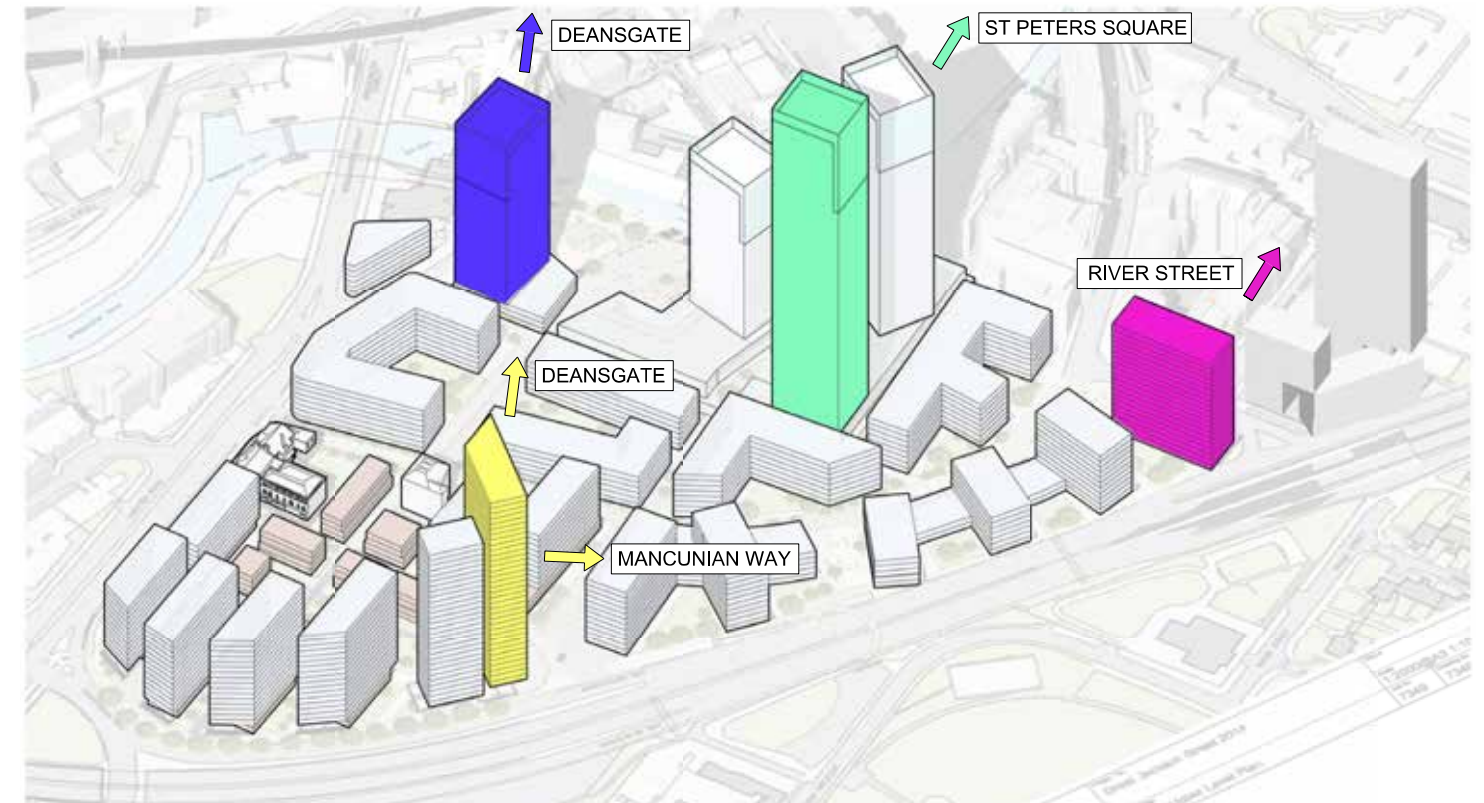 DEANSGATE
ST PETERS SQUARE
RIVER STREET
DEANSGATE
MANCUNIAN WAY